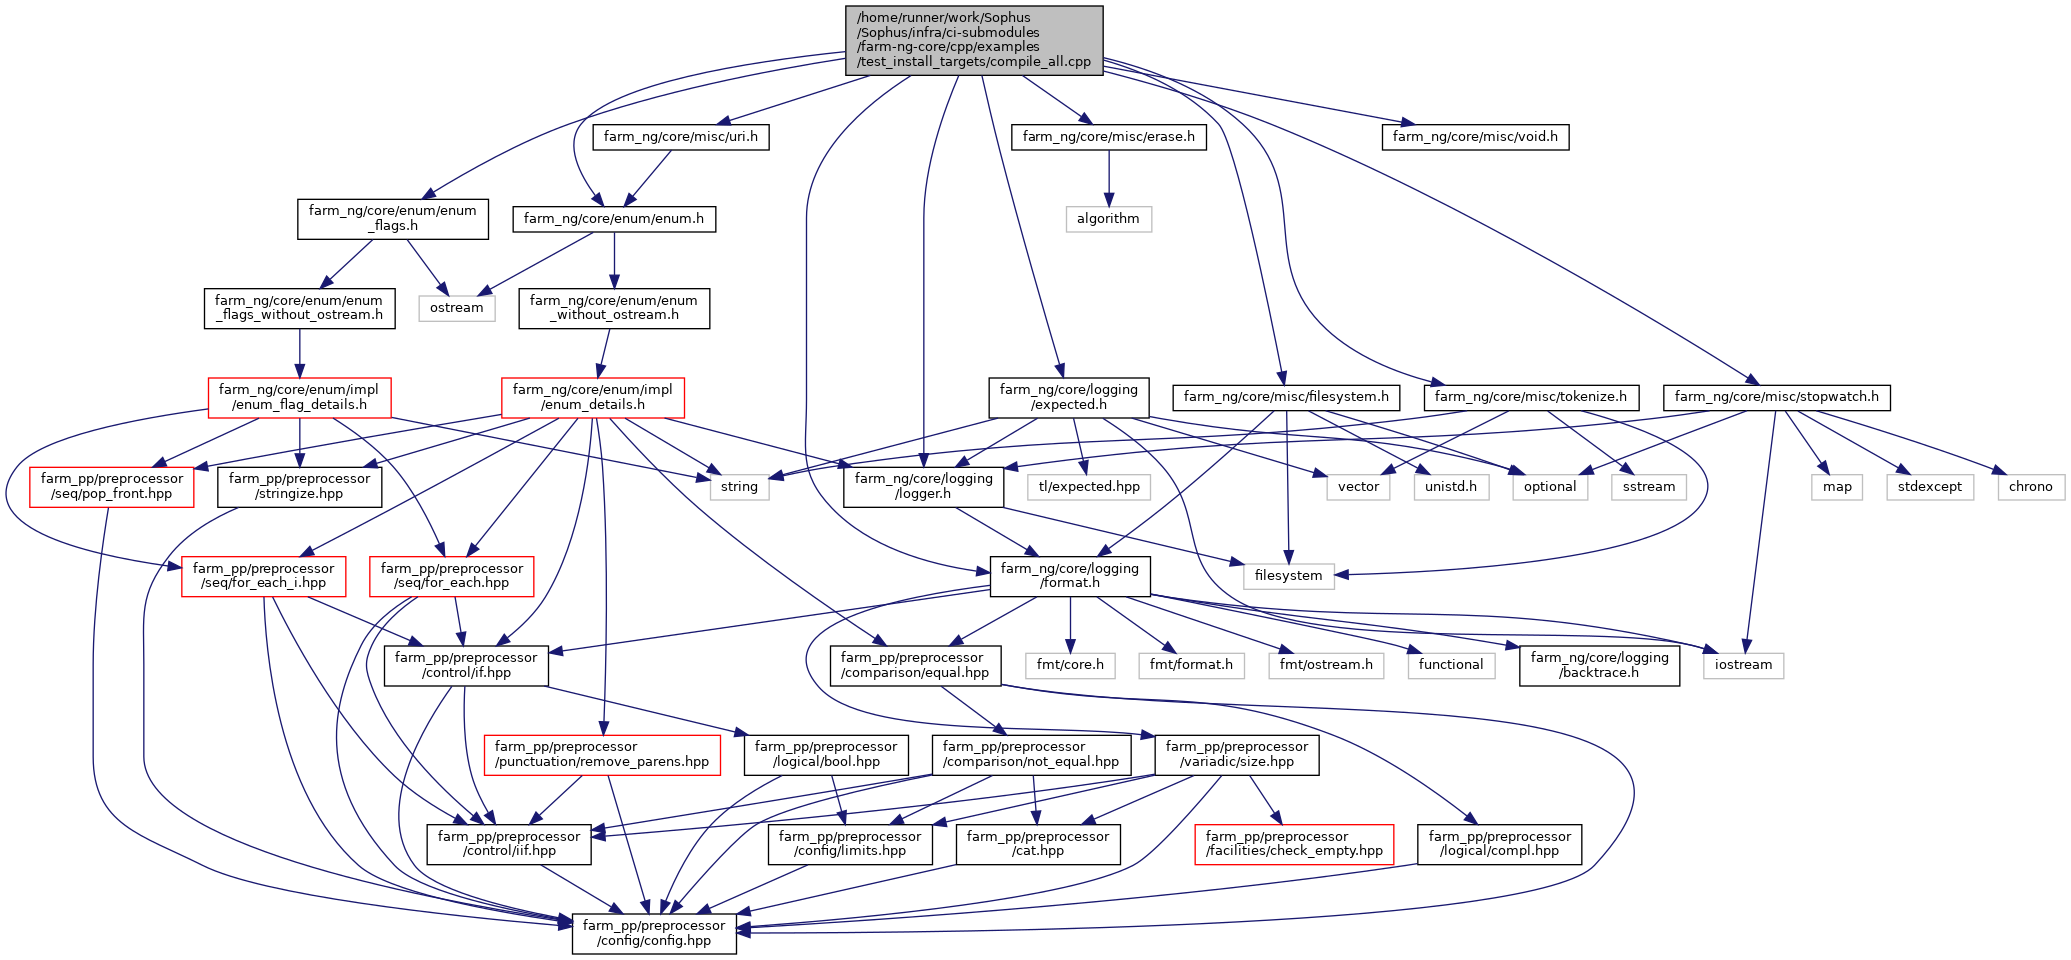 /home/runner/work/Sophus
/Sophus/infra/ci-submodules
/farm-ng-core/cpp/examples
/test_install_targets/compile_all.cpp
farm_ng/core/misc/uri.h
farm_ng/core/misc/erase.h
farm_ng/core/misc/void.h
farm_ng/core/enum/enum
_flags.h
farm_ng/core/enum/enum.h
algorithm
farm_ng/core/enum/enum
_flags_without_ostream.h
ostream
farm_ng/core/enum/enum
_without_ostream.h
farm_ng/core/enum/impl
/enum_flag_details.h
farm_ng/core/enum/impl
/enum_details.h
farm_ng/core/logging
/expected.h
farm_ng/core/misc/filesystem.h
farm_ng/core/misc/tokenize.h
farm_ng/core/misc/stopwatch.h
farm_pp/preprocessor
/seq/pop_front.hpp
farm_pp/preprocessor
/stringize.hpp
string
farm_ng/core/logging
/logger.h
tl/expected.hpp
vector
unistd.h
optional
sstream
map
stdexcept
chrono
farm_pp/preprocessor
/seq/for_each_i.hpp
farm_pp/preprocessor
/seq/for_each.hpp
farm_ng/core/logging
/format.h
filesystem
farm_pp/preprocessor
/control/if.hpp
farm_pp/preprocessor
/comparison/equal.hpp
fmt/core.h
fmt/format.h
fmt/ostream.h
functional
farm_ng/core/logging
/backtrace.h
iostream
farm_pp/preprocessor
/punctuation/remove_parens.hpp
farm_pp/preprocessor
/logical/bool.hpp
farm_pp/preprocessor
/comparison/not_equal.hpp
farm_pp/preprocessor
/variadic/size.hpp
farm_pp/preprocessor
/control/iif.hpp
farm_pp/preprocessor
/config/limits.hpp
farm_pp/preprocessor
/cat.hpp
farm_pp/preprocessor
/facilities/check_empty.hpp
farm_pp/preprocessor
/logical/compl.hpp
farm_pp/preprocessor
/config/config.hpp